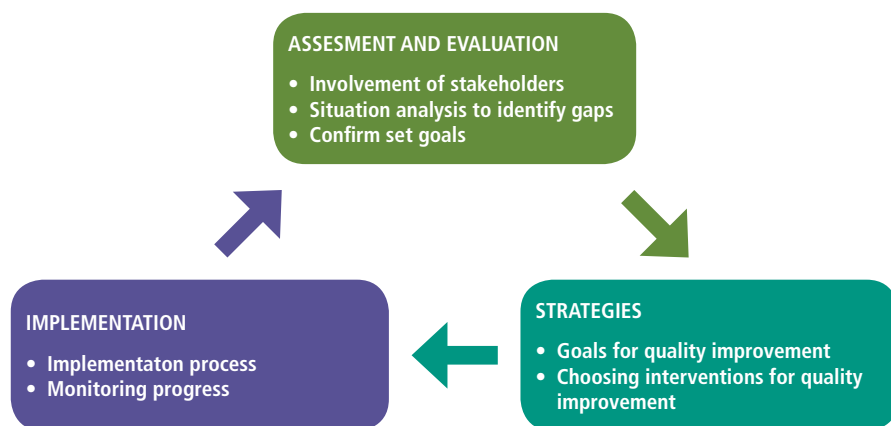 ASSESMENT AND EVALUATION
• Involvement of stakeholders
• Situation analysis to identify gaps
• Confirm set goals
IMPLEMENTATION
• Implementaton process
• Monitoring progress
STRATEGIES
• Goals for quality improvement
• Choosing interventions for quality
improvement